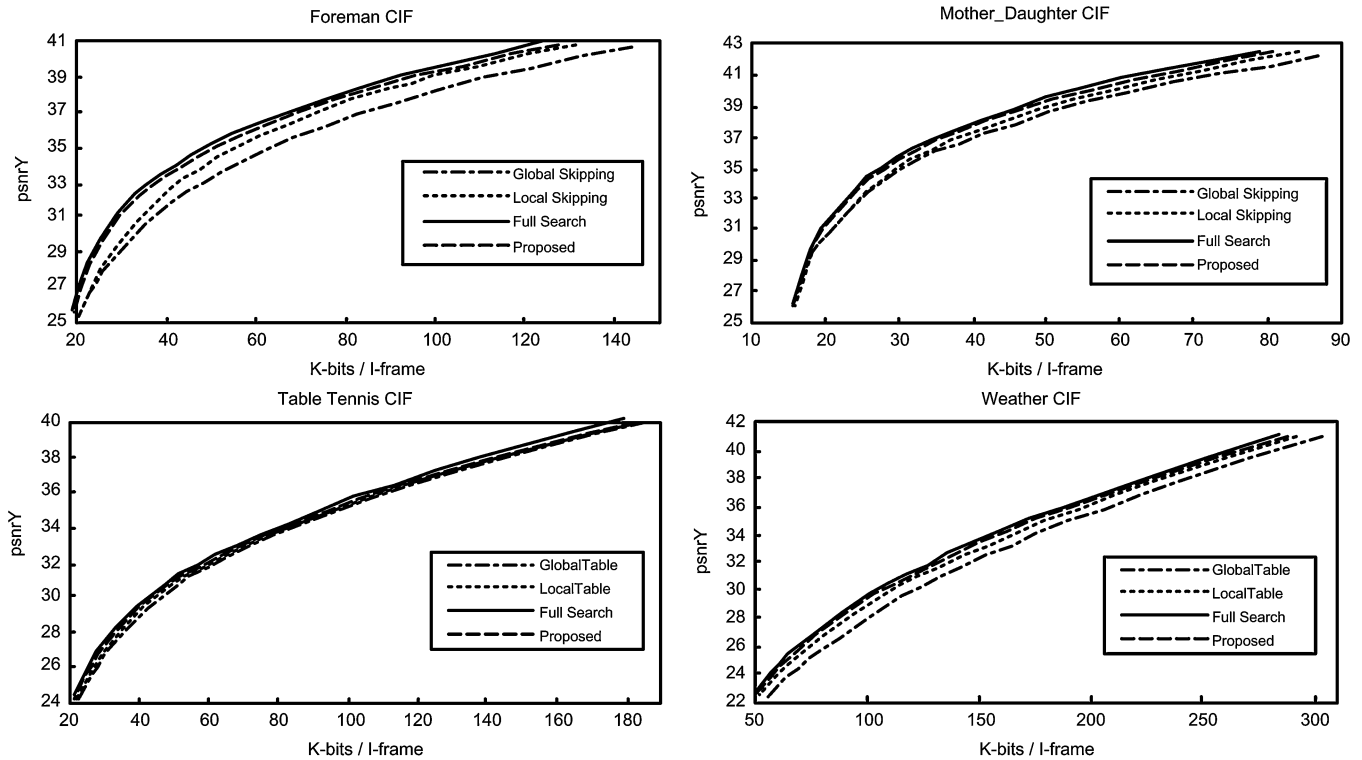 Foreman CIF
41
39
37
35
33
31
29
27
25
psnrY
Global Skipping
Local Skipping
Full Search
Proposed
20 40 60 80 100 120 140
K-bits / I-frame
Mother_Daughter CIF
43
41
39
37
35
33
31
29
27
25
psnrY
Global Skipping
Local Skipping
Full Search
Proposed
10 20 30 40 50 60 70 80 90
K-bits / I-frame
Table Tennis CIF
40
38
36
34
32
30
28
26
24
psnrY
GlobalTable
LocalTable
Full Search
Proposed
20 40 60 80 100 120 140 160 180
K-bits / I-frame
Weather CIF
42
40
38
36
34
32
30
28
26
24
22
psnrY
GlobalTable
LocalTable
Full Search
Proposed
50 100 150 200 250 300
K-bits / I-frame